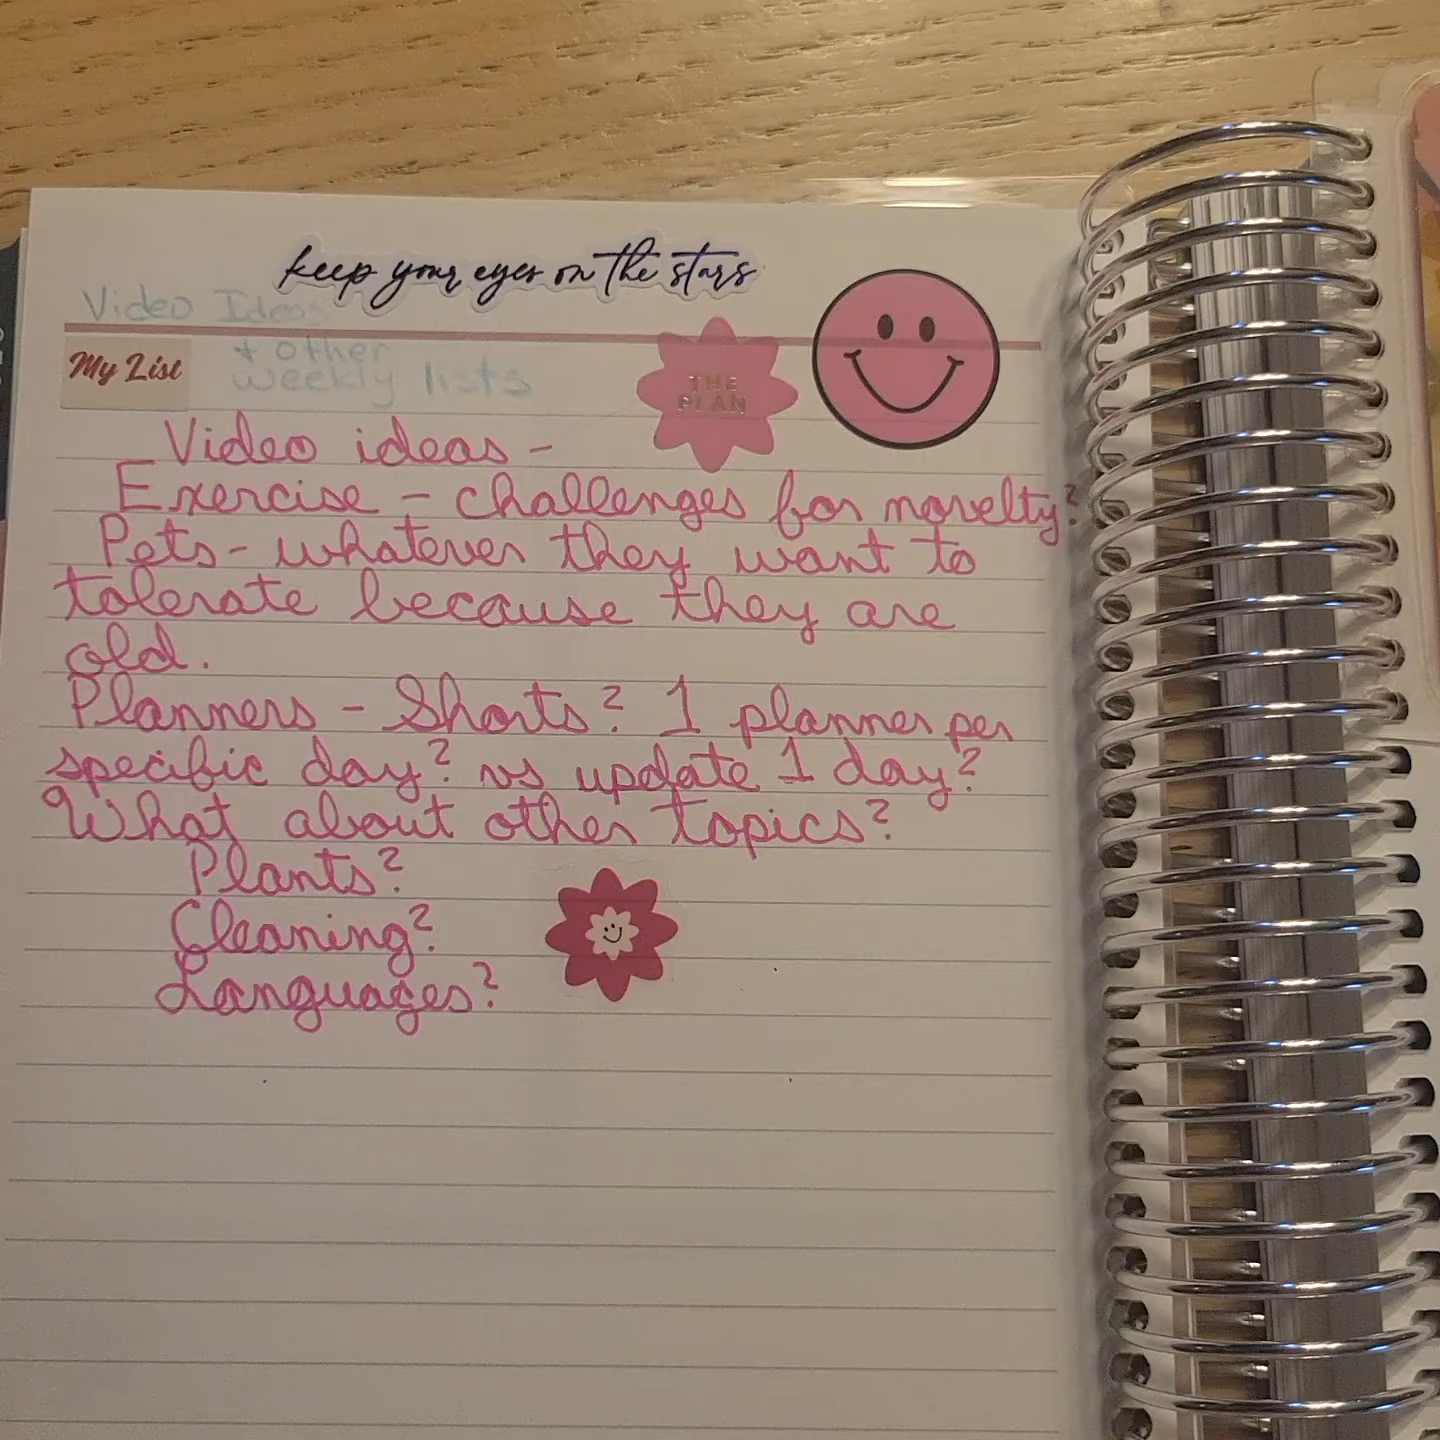 keep your eyes on the stars
Video Ideas
+ other
My List
weekly lists
THE
PLAN
Video ideas -
Exercise - challenges for novelty?
Pets - whatever they want to
tolerate because they are
old.
Planners - Shorts? 1 planner per
specific day? vs update 1 day?
What about other topics?
Plants?
Cleaning?
Languages?